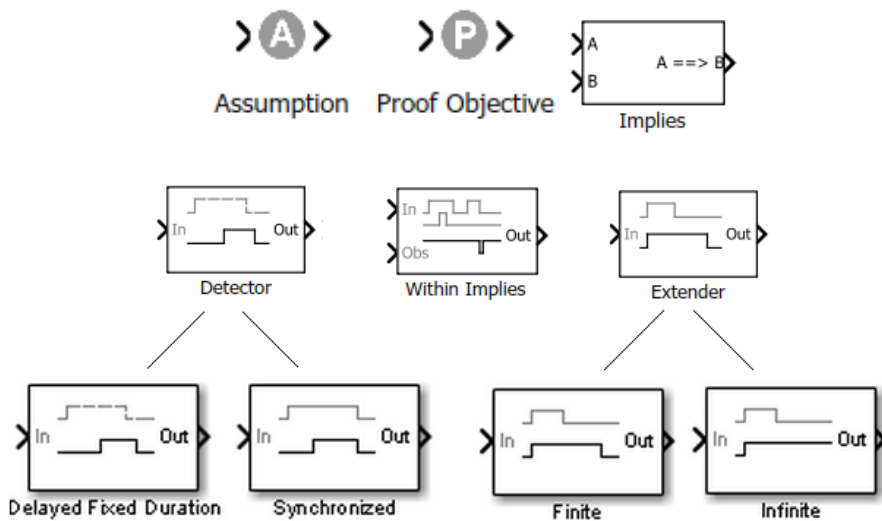 A
P
Assumption
Proof Objective
A
B
A ==> B
Implies
In
Out
Detector
In
Obs
Out
Within Implies
In
Out
Extender
In
Out
Delayed Fixed Duration
In
Out
Synchronized
In
Out
Finite
In
Out
Infinite